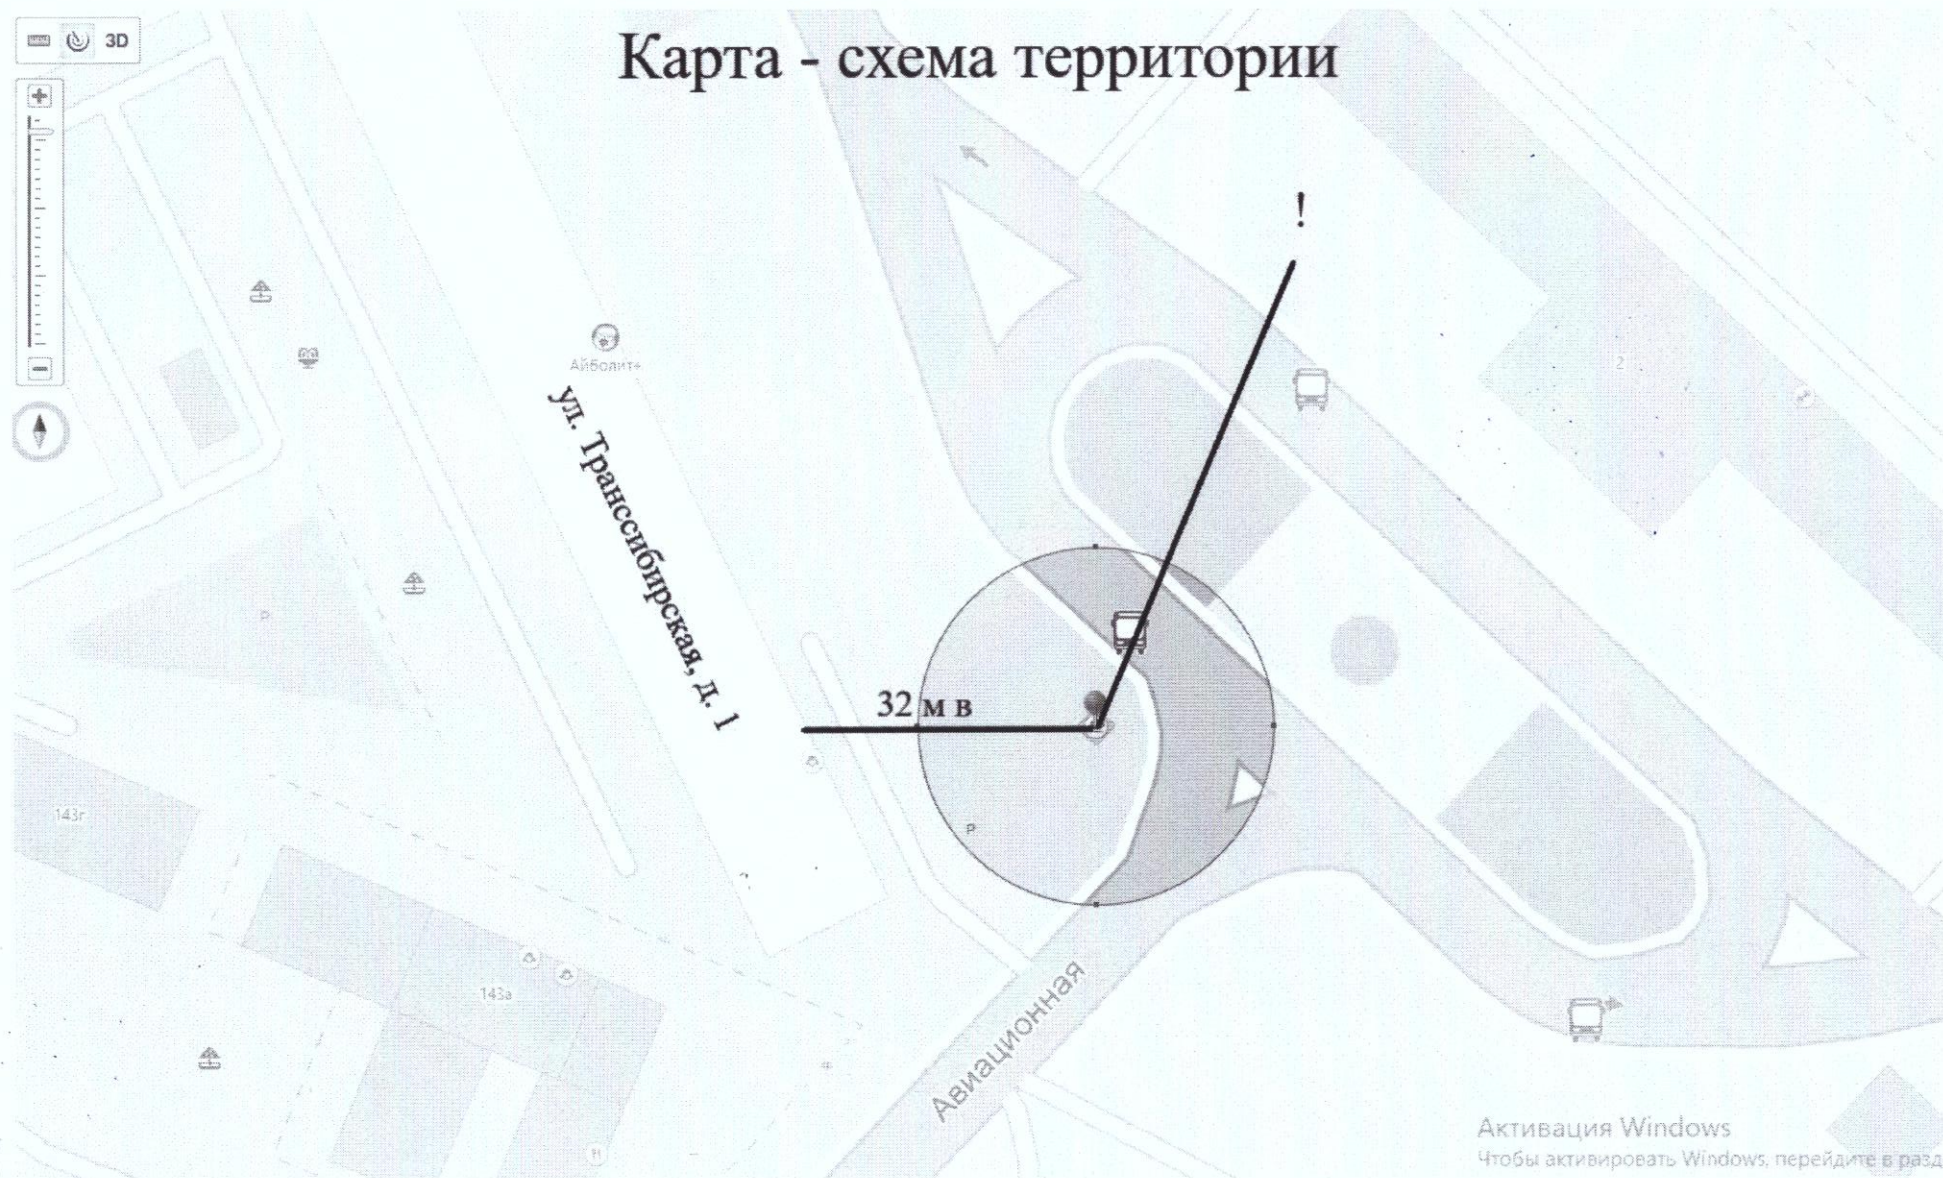 3D
Карта - схема территории
!
Айболит+
ул. Транссибирская, д. 1
2
Р
32 м в
143г
Р
143а
Авиационная
Активация Windows
Чтобы активировать Windows, перейдите в разд